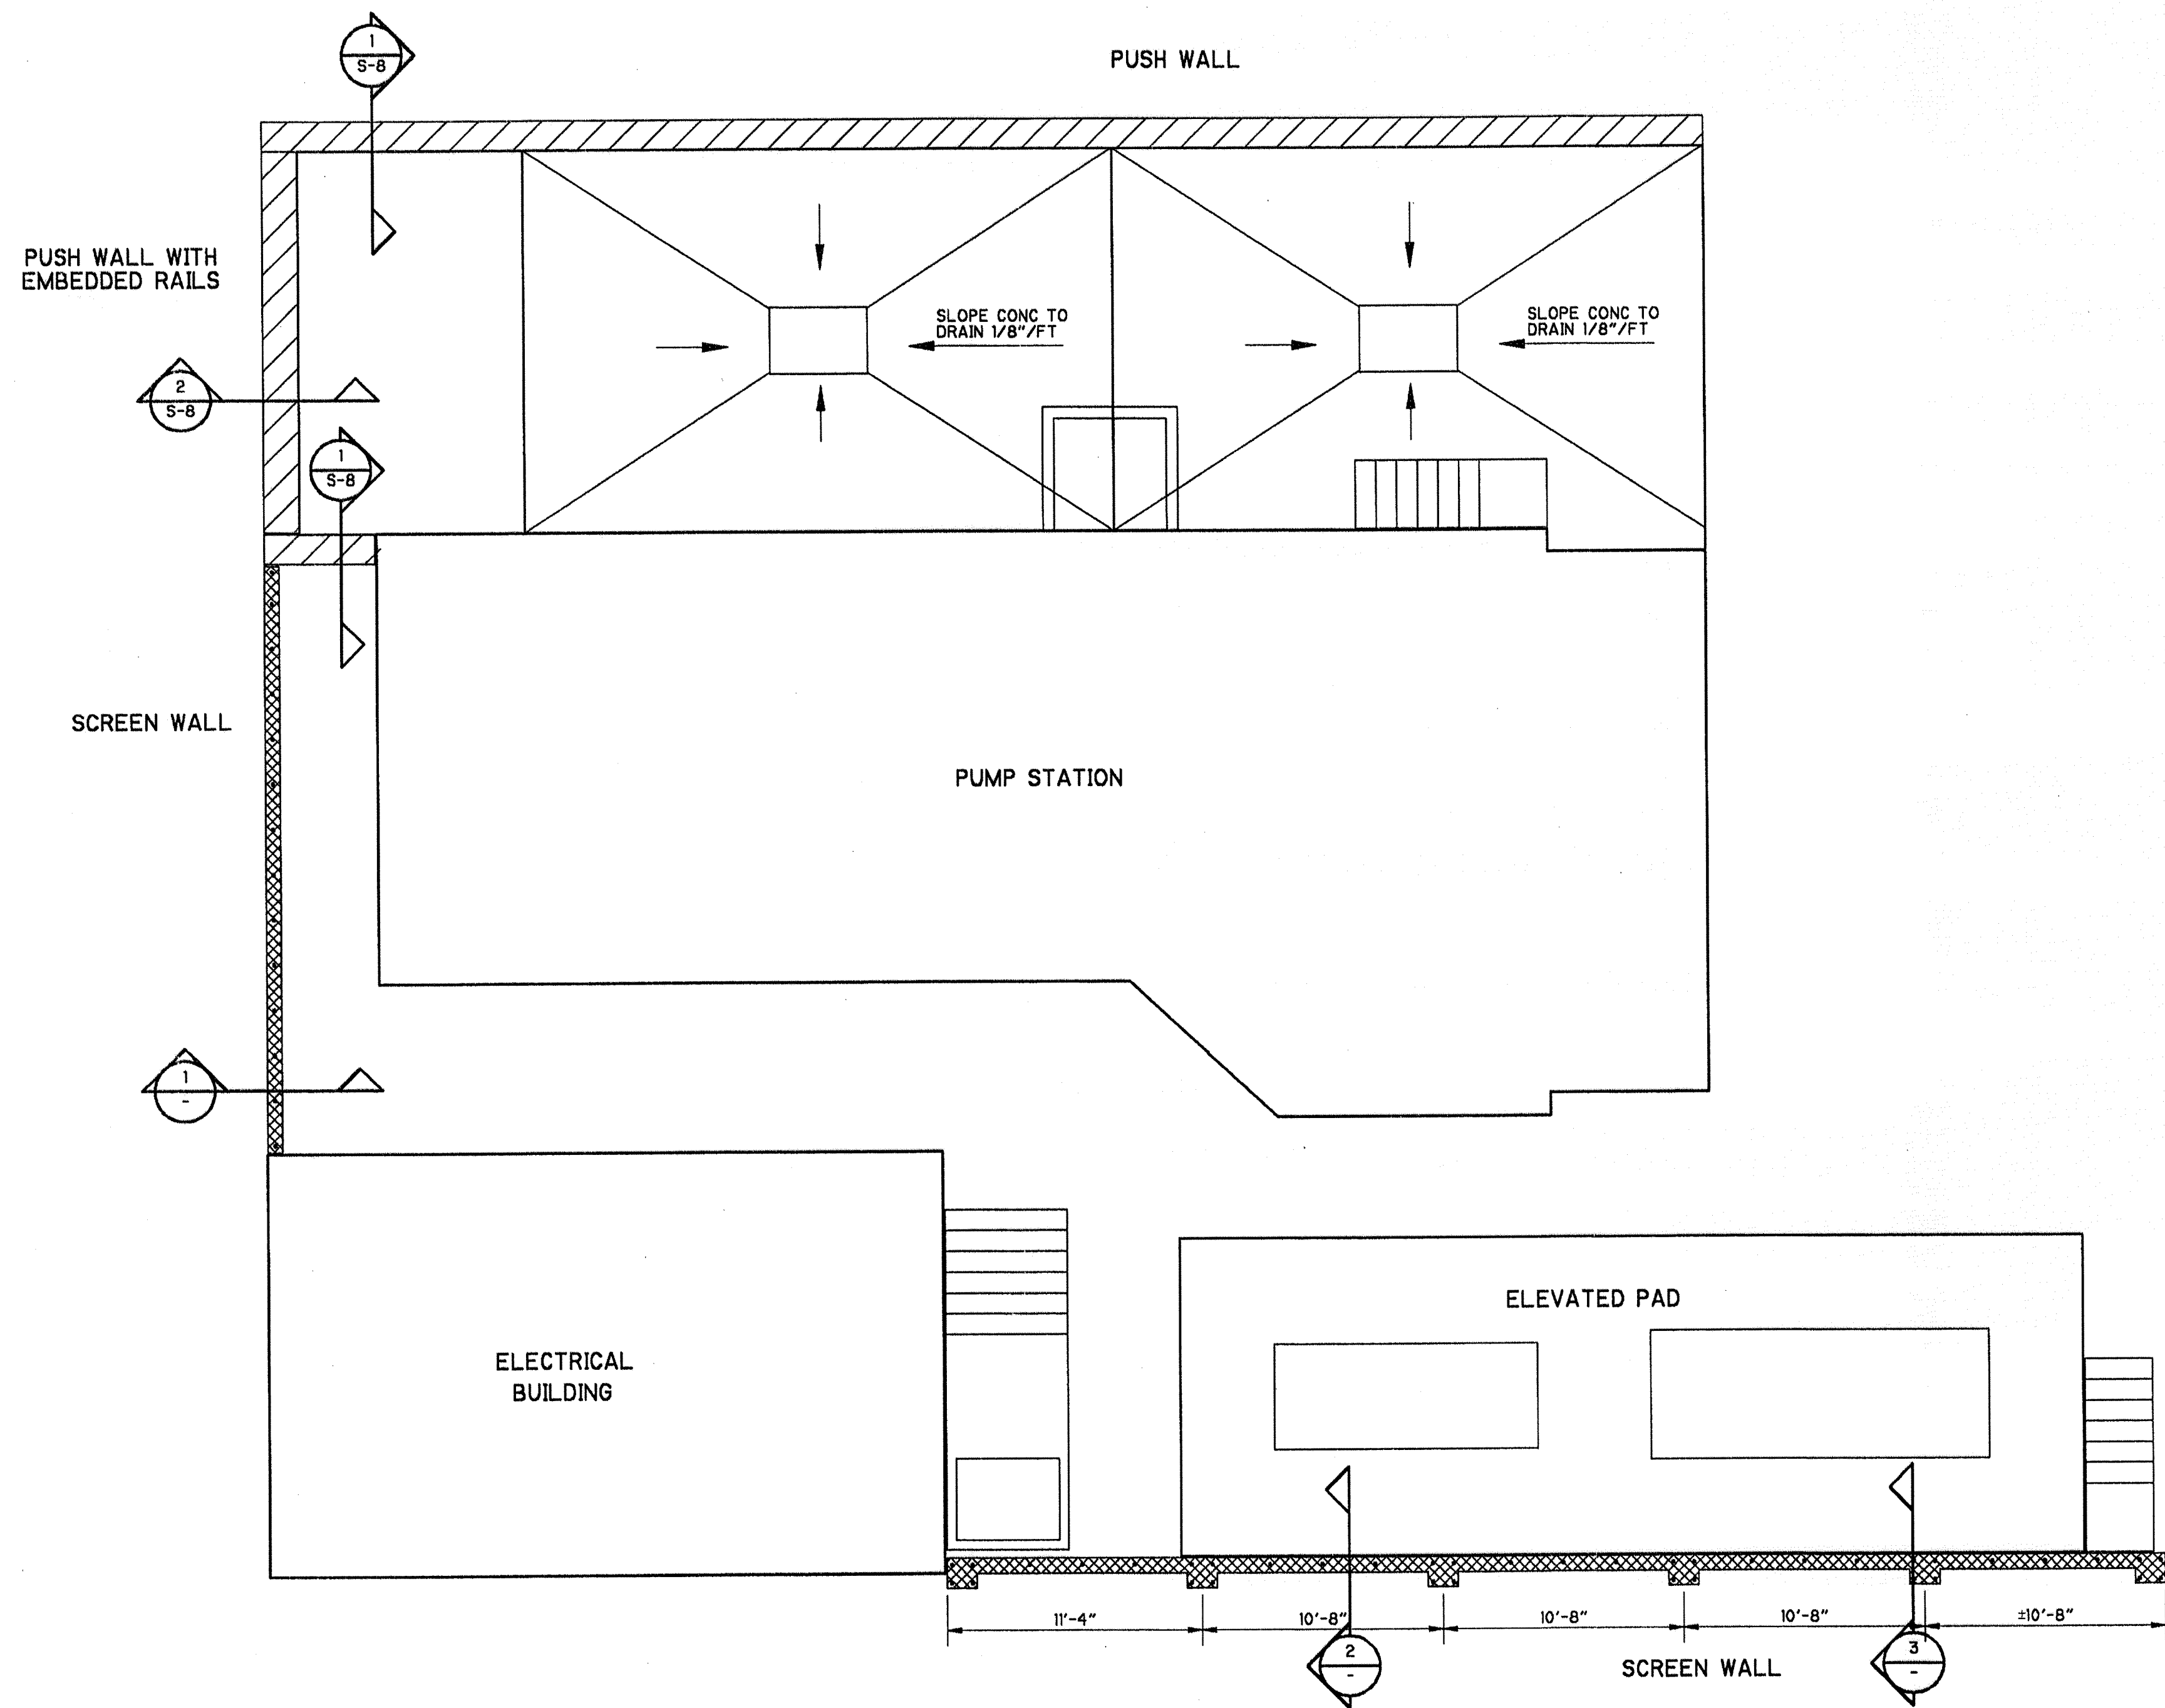 1
S-8
PUSH WALL
PUSH WALL WITH
EMBEDDED RAILS
SLOPE CONC TO
DRAIN 1/8"/FT
SLOPE CONC TO
DRAIN 1/8"/FT
2
S-8
1
S-8
SCREEN WALL
PUMP STATION
1
-
ELEVATED PAD
ELECTRICAL
BUILDING
11'-4"
10'-8"
10'-8"
10'-8"
±10'-8"
2
-
SCREEN WALL
3
-